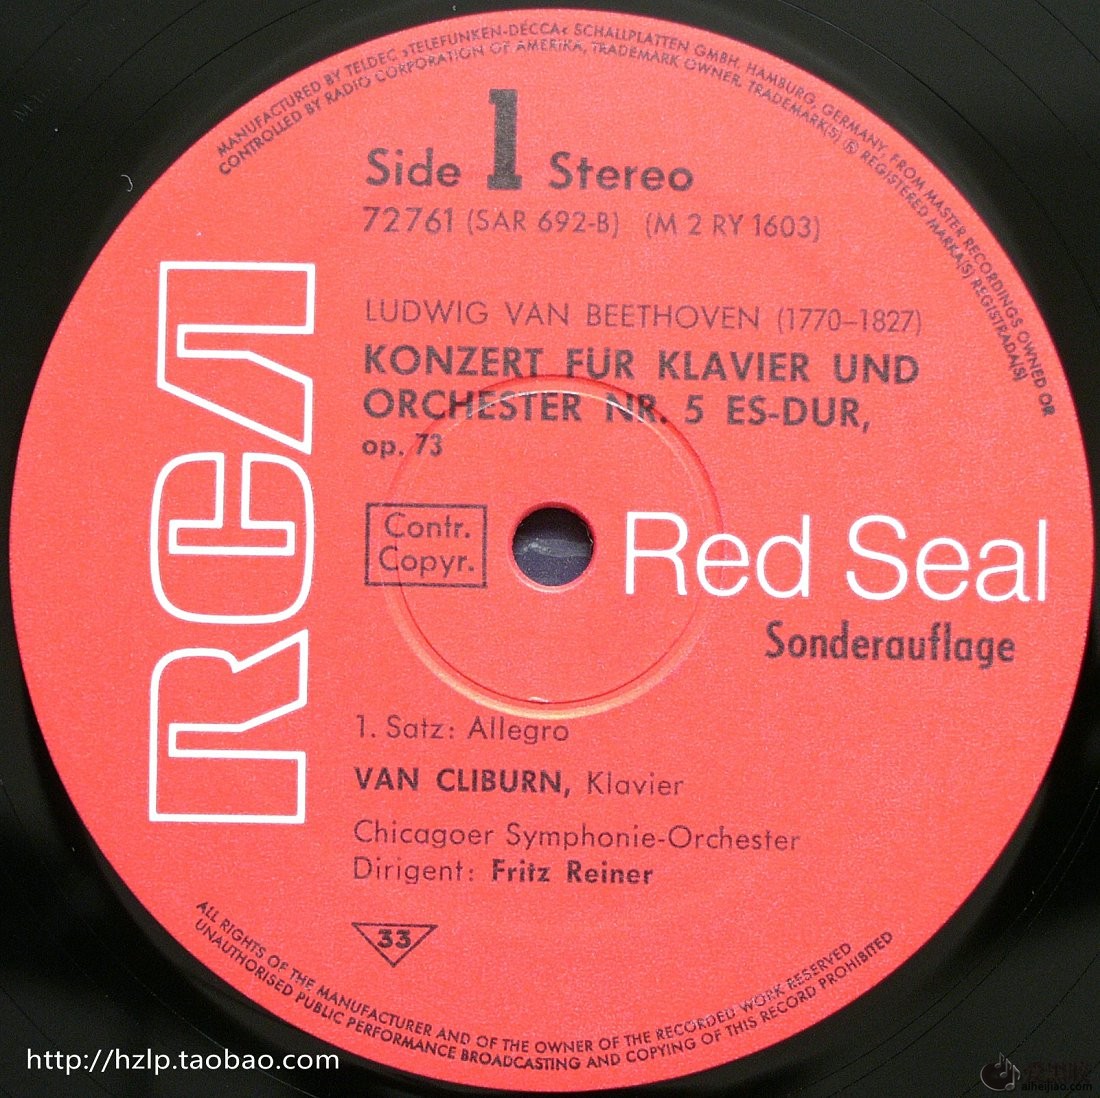 MANUFACTURED BY TELDEC »TELEFUNKEN-DECCA« SCHALLPLATTEN GMBH, HAMBURG, GERMANY, FROM MASTER RECORDINGS OWNED OR
CONTROLLED BY RADIO CORPORATION OF AMERIKA, TRADEMARK OWNER, TRADEMARK(S) ® REGISTERED MARKA(S) REGISTRADA(S)
Side 1 Stereo
72761 (SAR 692-B) (M 2 RY 1603)
LUDWIG VAN BEETHOVEN (1770–1827)
KONZERT FÜR KLAVIER UND
ORCHESTER NR. 5 ES-DUR,
op. 73
RCA
Contr.
Copyr.
Red Seal
Sonderauflage
1. Satz: Allegro
VAN CLIBURN, Klavier
Chicagoer Symphonie-Orchester
Dirigent: Fritz Reiner
33
ALL RIGHTS OF THE MANUFACTURER AND OF THE OWNER OF THE RECORDED WORK RESERVED
UNAUTHORISED PUBLIC PERFORMANCE BROADCASTING AND COPYING OF THIS RECORD PROHIBITED
http://hzlp.taobao.com
aiheijiao.com